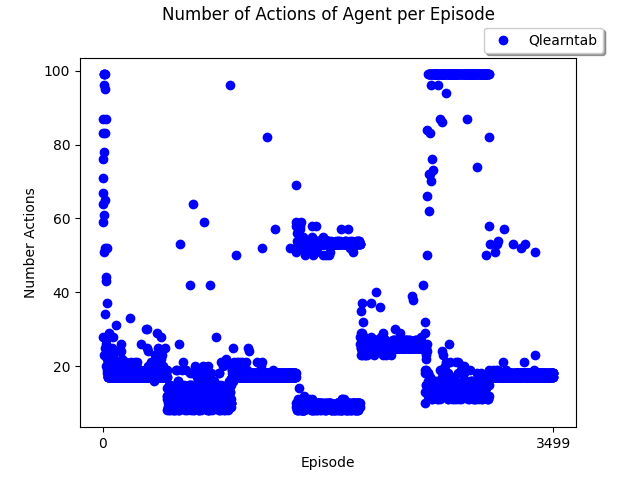 Number of Actions of Agent per Episode
Qlearntab
100
80
60
40
20
Number Actions
0
3499
Episode